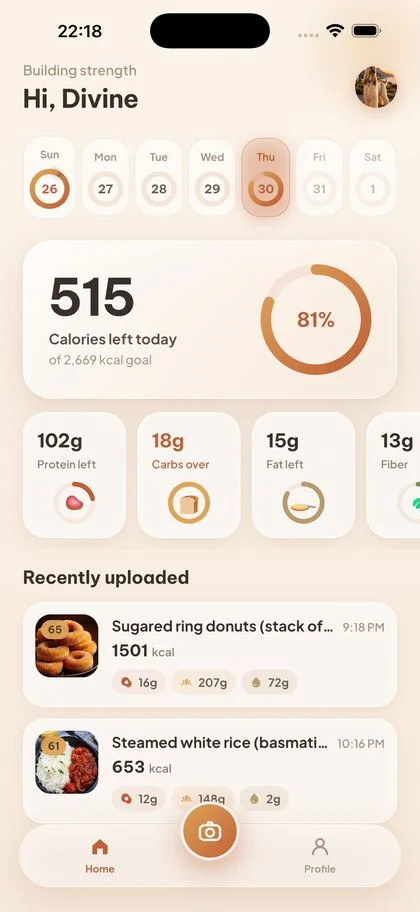 22:18
Building strength
Hi, Divine
Sun Mon Tue Wed Thu Fri Sat
26 27 28 29 30 31 1
515
Calories left today
of 2,669 kcal goal
81%
102g 18g 15g 13g
Protein left Carbs over Fat left Fiber
Recently uploaded
65
Sugared ring donuts (stack of... 9:18 PM
1501 kcal
16g 207g 72g
61
Steamed white rice (basmati... 10:16 PM
653 kcal
12g 148g 2g
Home Profile